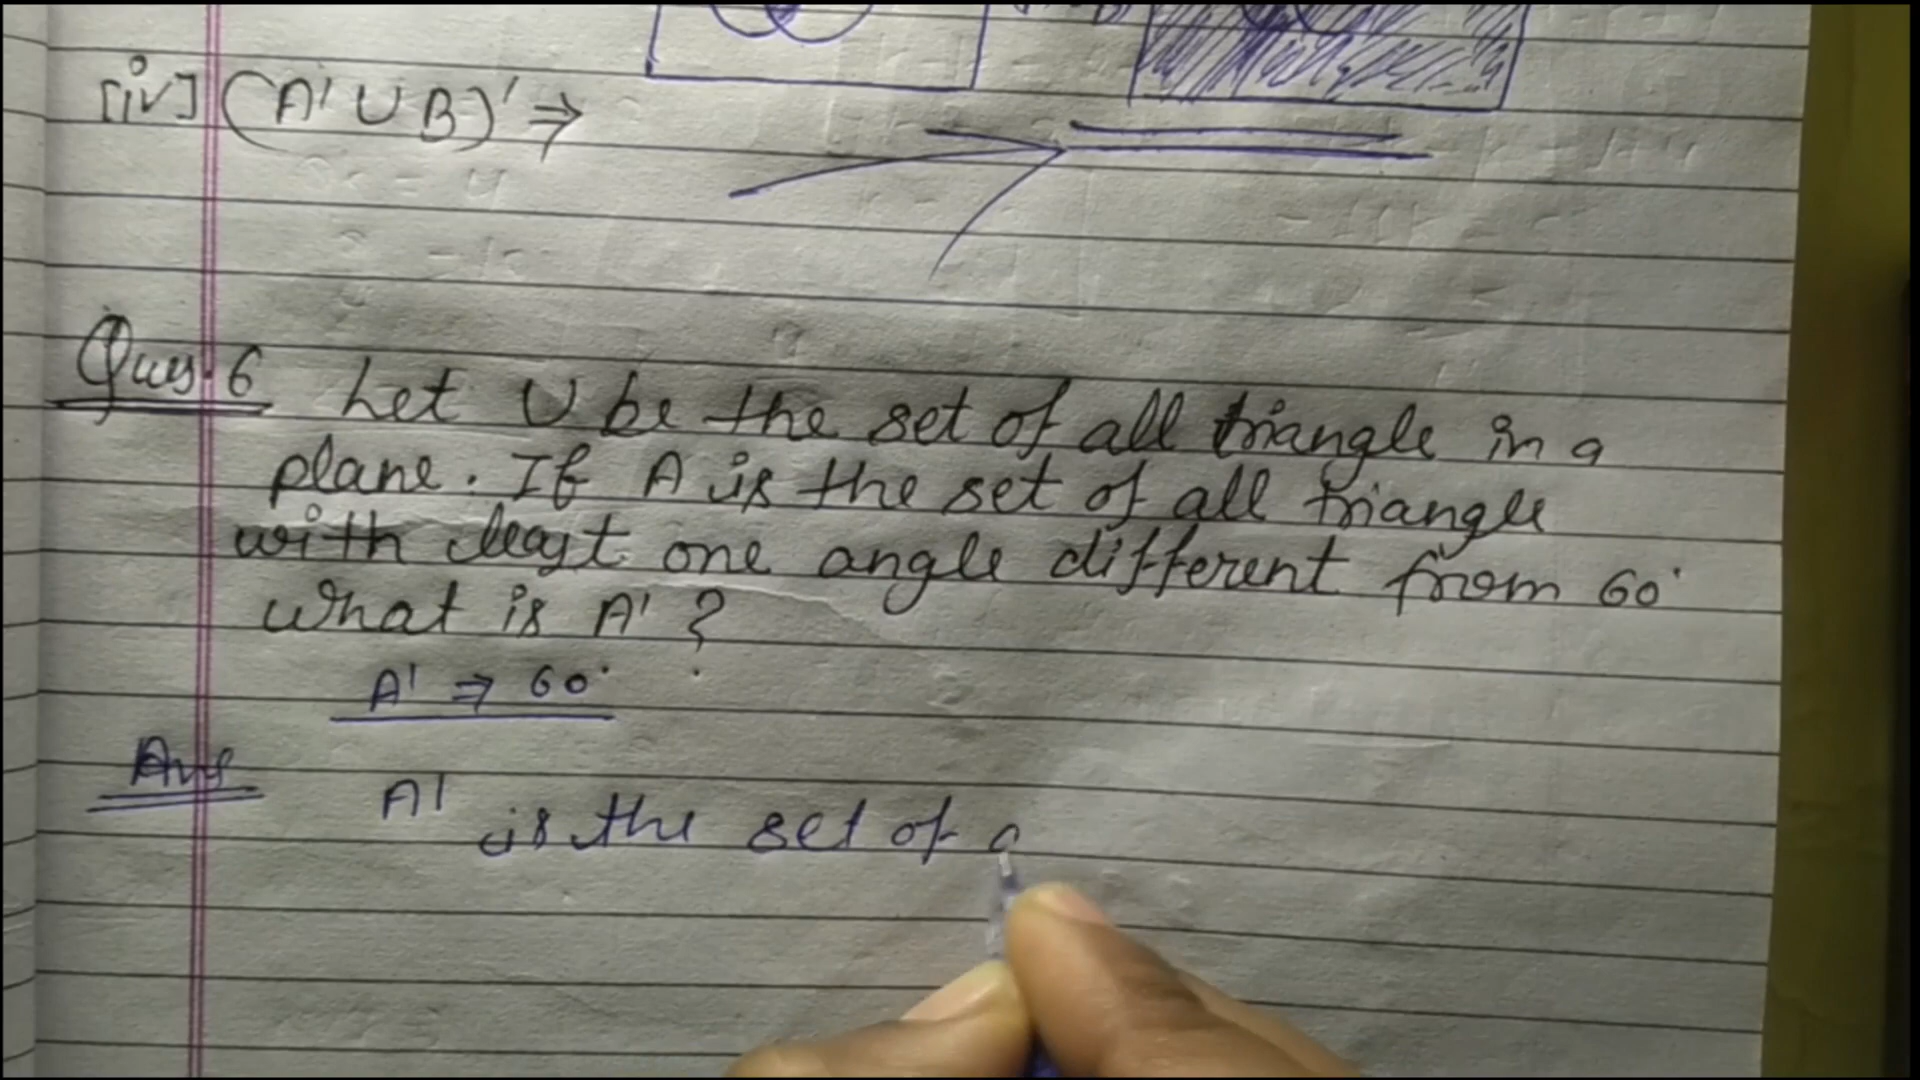 [iv] (A' ∪ B)' ⇒
Ques. 6 Let U be the set of all triangle in a
plane. If A is the set of all triangle
with least one angle different from 60°
What is A' ?
A' ⇒ 60°
Ans A' is the set of a